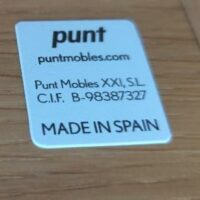 punt
puntmobles.com
Punt Mobles XXI, S.L.
C.I.F. B-98387327
MADE IN SPAIN